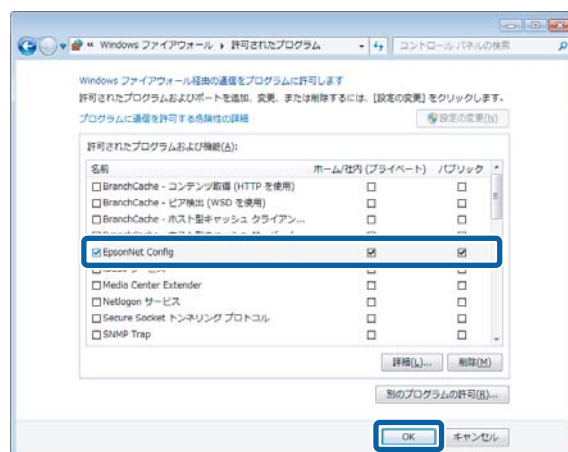 « Windows ファイアウォール ▸ 許可されたプログラム
コントロール パネルの検索
Windows ファイアウォール経由の通信をプログラムに許可します
許可されたプログラムおよびポートを追加、変更、または削除するには、[設定の変更] をクリックします。
プログラムに通信を許可する危険性の詳細
設定の変更(N)
許可されたプログラムおよび機能(A):
名前 ホーム/社内 (プライベート) パブリック
BranchCache - コンテンツ取得 (HTTP を使用)
BranchCache - ピア検出 (WSD を使用)
BranchCache - ホスト型キャッシュ クライアン...
EpsonNet Config
Media Center Extender
Netlogon サービス
Secure Socket トンネリング プロトコル
SNMP Trap
詳細(L)... 削除(M)
別のプログラムの許可(R)...
OK キャンセル